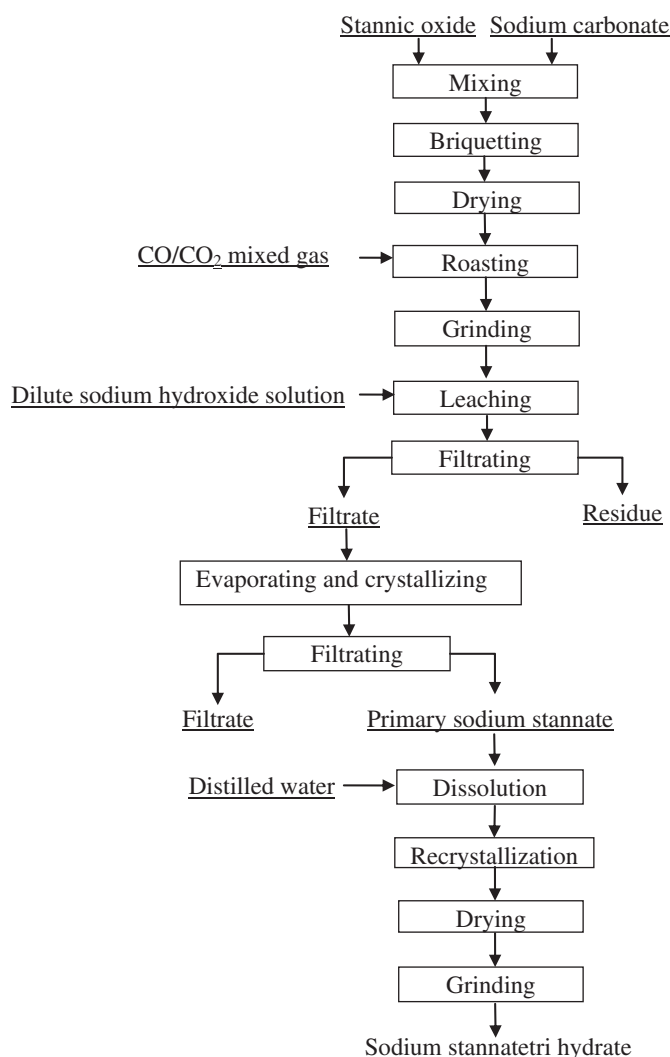 Stannic oxide Sodium carbonate
Mixing
Briquetting
Drying
CO/CO₂ mixed gas Roasting
Grinding
Dilute sodium hydroxide solution Leaching
Filtrating
Filtrate Residue
Evaporating and crystallizing
Filtrating
Filtrate Primary sodium stannate
Distilled water Dissolution
Recrystallization
Drying
Grinding
Sodium stannatetri hydrate